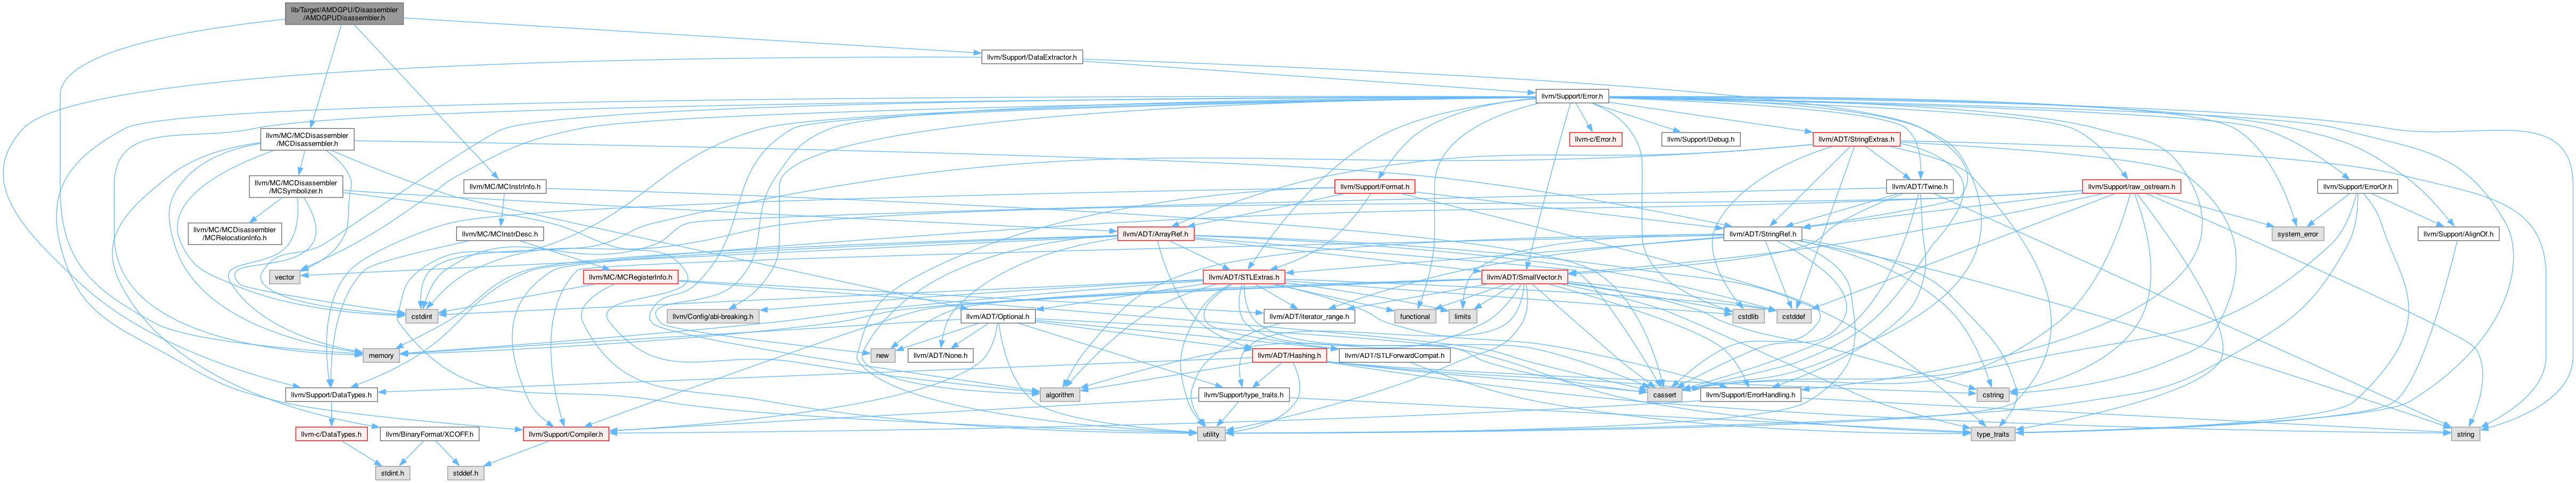 lib/Target/AMDGPU/Disassembler
/AMDGPUDisassembler.h
llvm/Support/DataExtractor.h
llvm/Support/Error.h
llvm/MC/MCDisassembler
/MCDisassembler.h
llvm-c/Error.h
llvm/Support/Debug.h
llvm/ADT/StringExtras.h
llvm/MC/MCDisassembler
/MCSymbolizer.h
llvm/MC/MCInstrInfo.h
llvm/Support/Format.h
llvm/ADT/Twine.h
llvm/Support/raw_ostream.h
llvm/Support/ErrorOr.h
llvm/MC/MCDisassembler
/MCRelocationInfo.h
llvm/MC/MCInstrDesc.h
llvm/ADT/ArrayRef.h
llvm/ADT/StringRef.h
system_error
llvm/Support/AlignOf.h
vector
llvm/MC/MCRegisterInfo.h
llvm/ADT/STLExtras.h
llvm/ADT/SmallVector.h
cstdint
llvm/Config/abi-breaking.h
llvm/ADT/Optional.h
llvm/ADT/iterator_range.h
functional
limits
cstdlib
cstddef
memory
new
llvm/ADT/None.h
llvm/ADT/Hashing.h
llvm/ADT/STLForwardCompat.h
llvm/Support/DataTypes.h
algorithm
llvm/Support/type_traits.h
cassert
llvm/Support/ErrorHandling.h
cstring
llvm-c/DataTypes.h
llvm/BinaryFormat/XCOFF.h
llvm/Support/Compiler.h
utility
type_traits
string
stdint.h
stddef.h